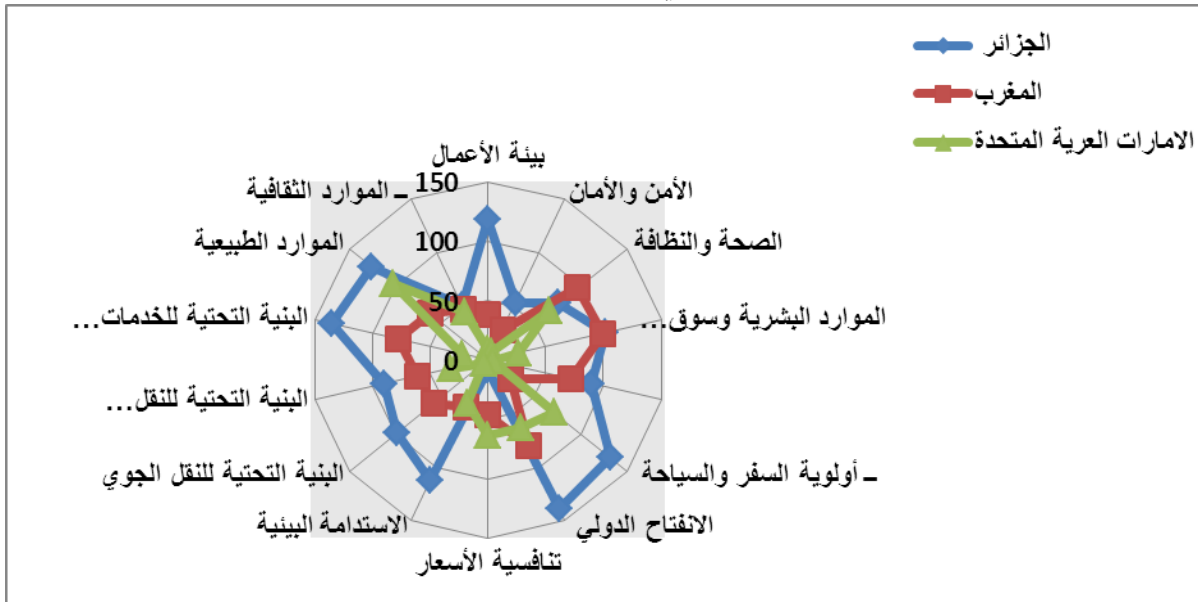 الجزائر
المغرب
الامارات العرية المتحدة
بيئة الأعمال
الأمن والأمان
الصحة والنظافة
الموارد البشرية وسوق...
ـ أولوية السفر والسياحة
الانفتاح الدولي
تنافسية الأسعار
الاستدامة البيئية
البنية التحتية للنقل الجوي
البنية التحتية للنقل...
البنية التحتية للخدمات...
الموارد الطبيعية
ـ الموارد الثقافية
150
100
50
0